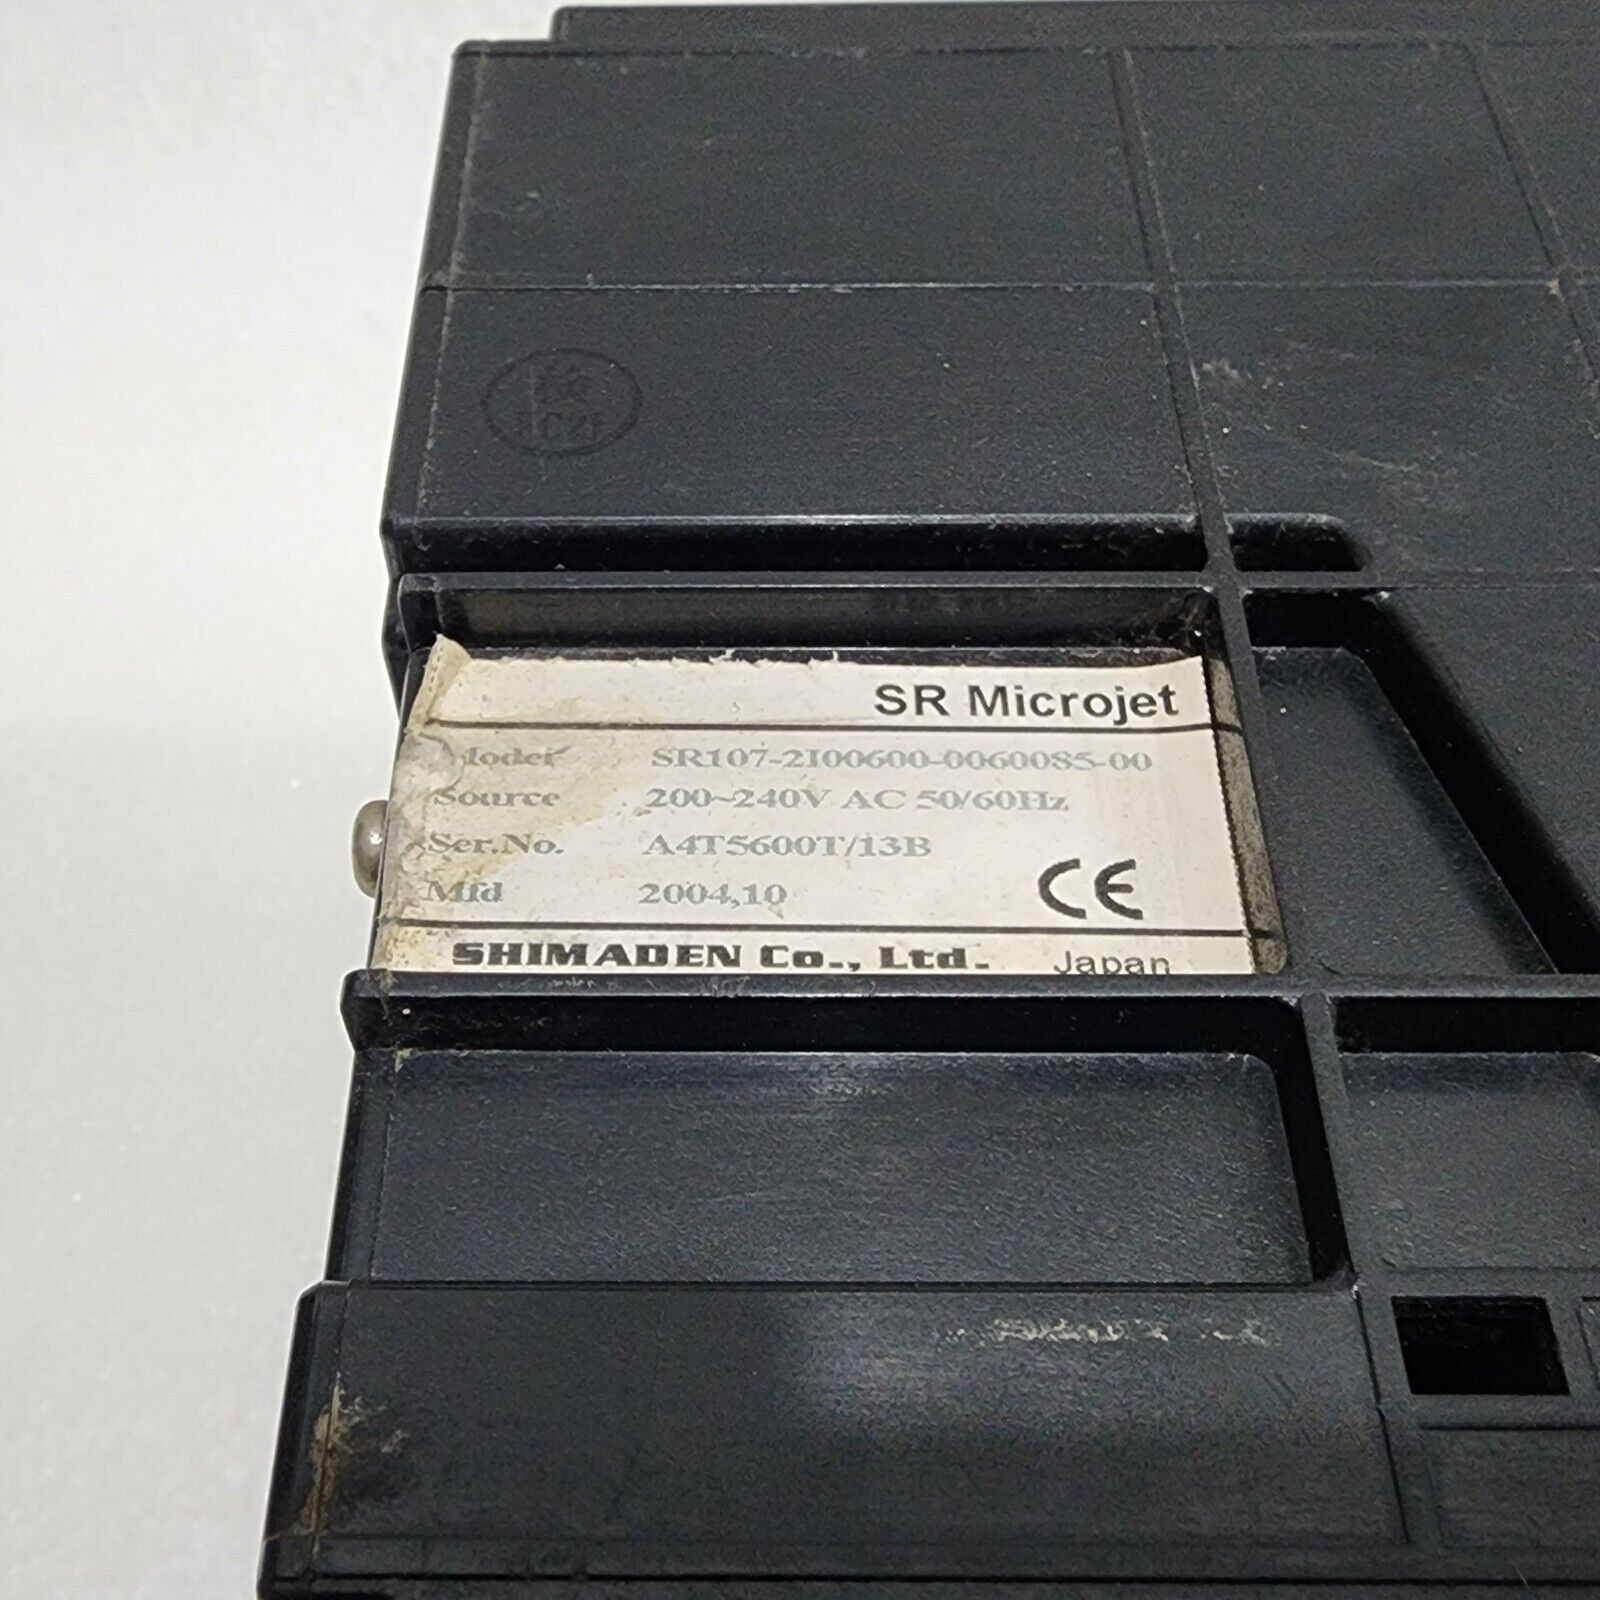 SR Microjet
Model SR107-2I00600-0060085-00
Source 200~240V AC 50/60Hz
Ser.No. A4T5600T/13B
Mfd 2004,10
CE
SHIMADEN Co., Ltd. Japan